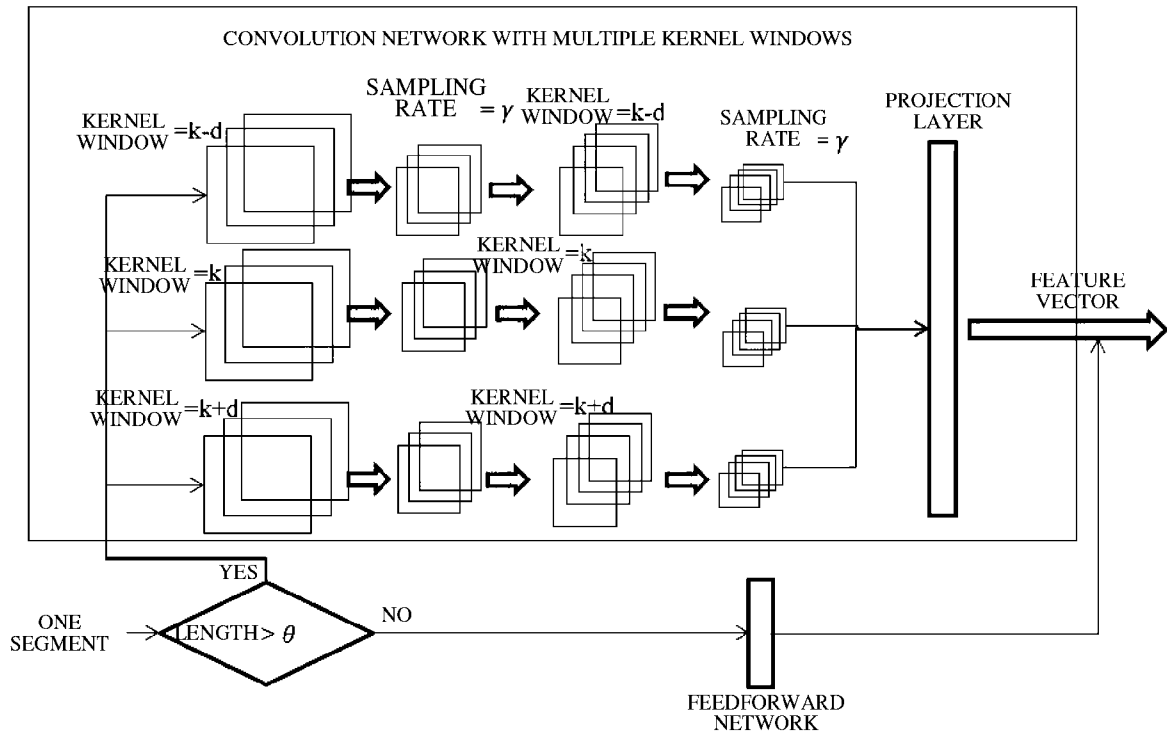 CONVOLUTION NETWORK WITH MULTIPLE KERNEL WINDOWS
KERNEL
WINDOW =k-d
SAMPLING
RATE = γ
KERNEL
WINDOW =k-d
SAMPLING
RATE = γ
PROJECTION
LAYER
KERNEL
WINDOW =k
KERNEL
WINDOW =k
FEATURE
VECTOR
KERNEL
WINDOW =k+d
KERNEL
WINDOW =k+d
YES
ONE
SEGMENT
LENGTH > θ
NO
FEEDFORWARD
NETWORK